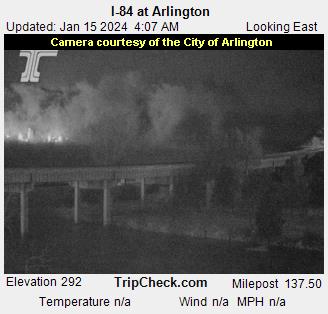 I-84 at Arlington
Updated: Jan 15 2024 4:07 AM Looking East
Camera courtesy of the City of Arlington
Elevation 292 TripCheck.com Milepost 137.50
Temperature n/a Wind n/a MPH n/a